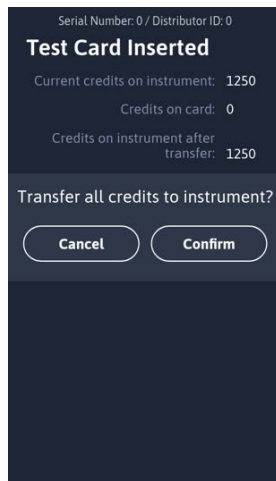 Serial Number: 0 / Distributor ID: 0
Test Card Inserted
Current credits on instrument: 1250
Credits on card: 0
Credits on instrument after
transfer: 1250
Transfer all credits to instrument?
Cancel Confirm